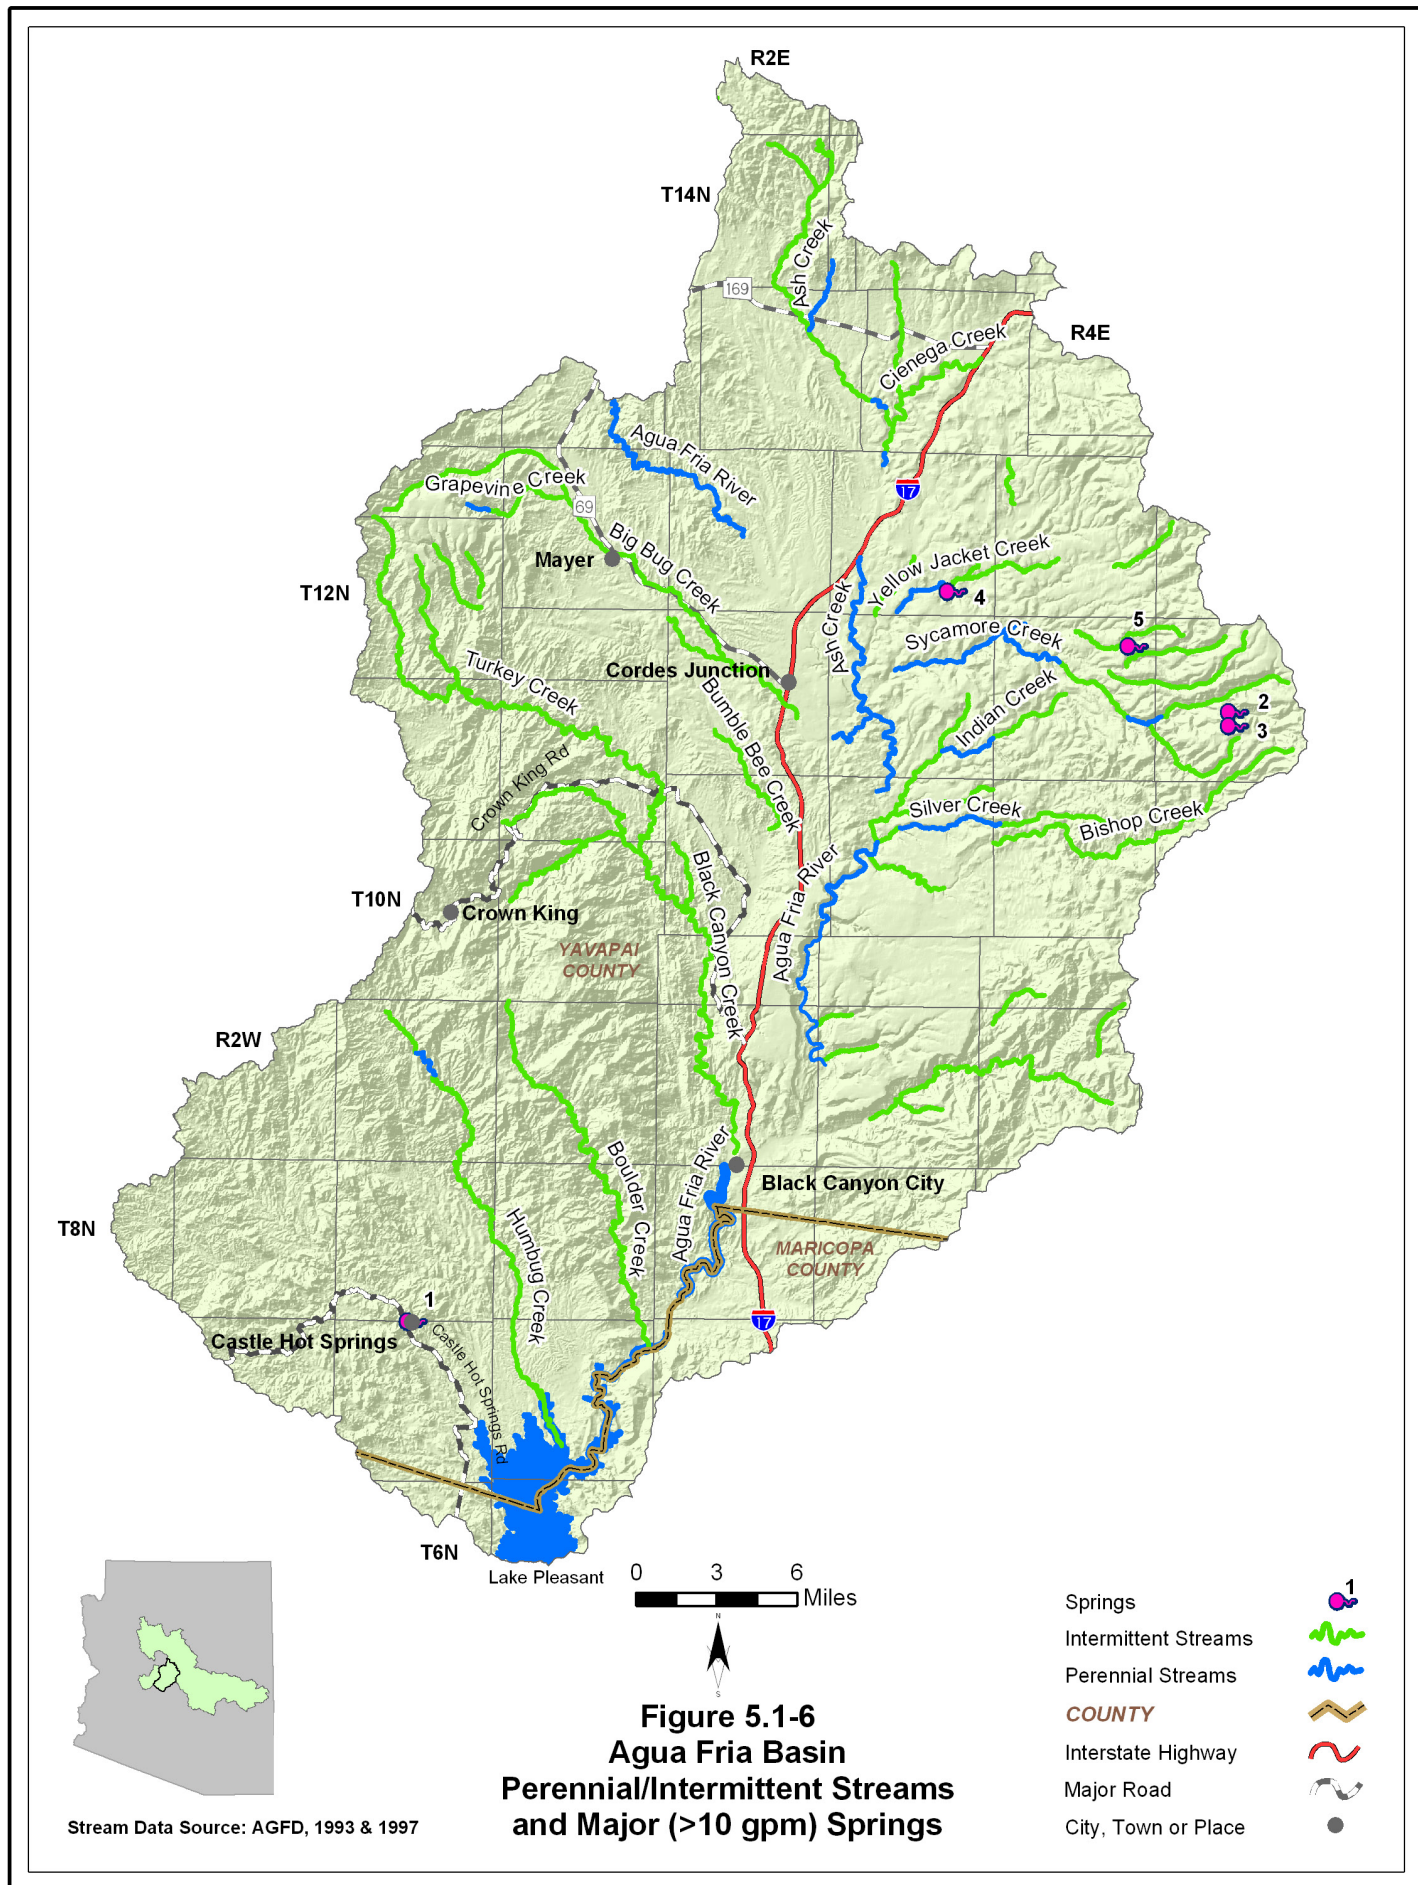 R2E
T14N
Ash Creek
169
R4E
Cienega Creek
Agua Fria River
Grapevine Creek
17
69
Mayer
Big Bug Creek
Yellow Jacket Creek
4
T12N
Ash Creek
Sycamore Creek
5
Turkey Creek
Cordes Junction
Bumble Bee Creek
Indian Creek
2
3
Crown King Rd
Silver Creek
Bishop Creek
Black Canyon Creek
Agua Fria River
T10N
Crown King
YAVAPAI
COUNTY
R2W
Agua Fria River
Boulder Creek
Black Canyon City
Humbug Creek
T8N
MARICOPA
COUNTY
1
17
Castle Hot Springs
Castle Hot Springs Rd
T6N
Lake Pleasant
0 3 6
Miles
N
S
Figure 5.1-6
Agua Fria Basin
Perennial/Intermittent Streams
and Major (>10 gpm) Springs
Stream Data Source: AGFD, 1993 & 1997
Springs 1
Intermittent Streams
Perennial Streams
COUNTY
Interstate Highway
Major Road
City, Town or Place